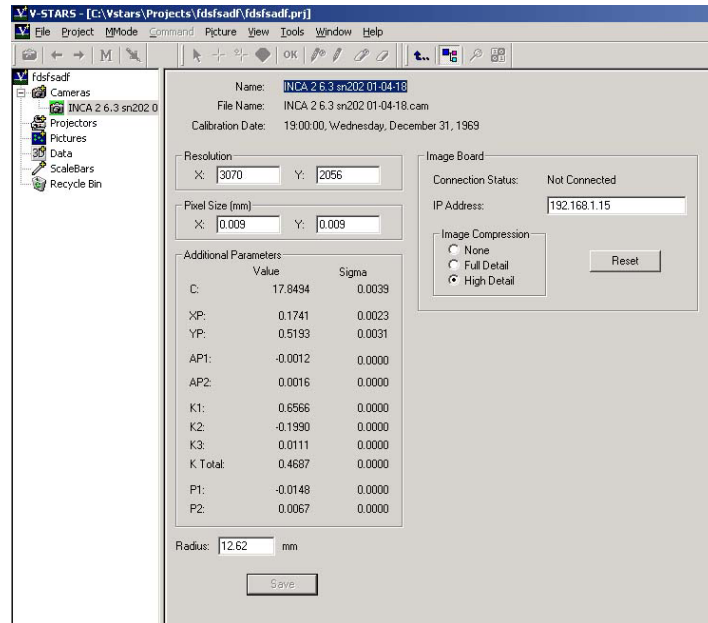 V-STARS - [C:\Vstars\Projects\fdsfsadf\fdsfsadf.prj]
File Project MMode Command Picture View Tools Window Help
M OK
fdsfsadf
Cameras
INCA 2 6.3 sn202 0
Projectors
Pictures
3D Data
ScaleBars
Recycle Bin
Name: INCA 2 6.3 sn202 01-04-18
File Name: INCA 2 6.3 sn202 01-04-18.cam
Calibration Date: 19:00:00, Wednesday, December 31, 1969
Resolution
X: 3070 Y: 2056
Pixel Size (mm)
X: 0.009 Y: 0.009
Additional Parameters
Value Sigma
C: 17.8494 0.0039
XP: 0.1741 0.0023
YP: 0.5193 0.0031
AP1: -0.0012 0.0000
AP2: 0.0016 0.0000
K1: 0.6566 0.0000
K2: -0.1990 0.0000
K3: 0.0111 0.0000
K Total: 0.4687 0.0000
P1: -0.0148 0.0000
P2: 0.0067 0.0000
Radius: 12.62 mm
Save
Image Board
Connection Status: Not Connected
IP Address: 192.168.1.15
Image Compression
None
Full Detail
High Detail
Reset